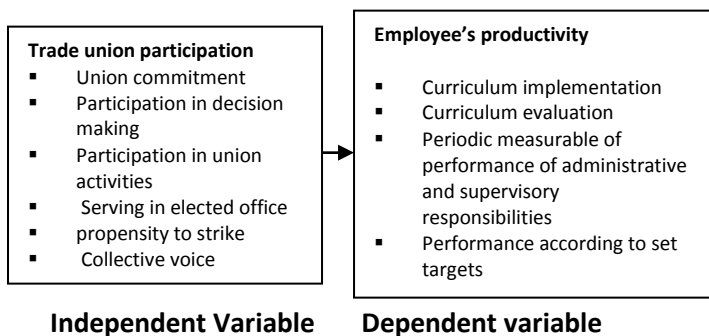 Trade union participation
▪ Union commitment
▪ Participation in decision
making
▪ Participation in union
activities
▪ Serving in elected office
▪ propensity to strike
▪ Collective voice
Employee’s productivity
▪ Curriculum implementation
▪ Curriculum evaluation
▪ Periodic measurable of
performance of administrative
and supervisory
responsibilities
▪ Performance according to set
targets
Independent Variable
Dependent variable